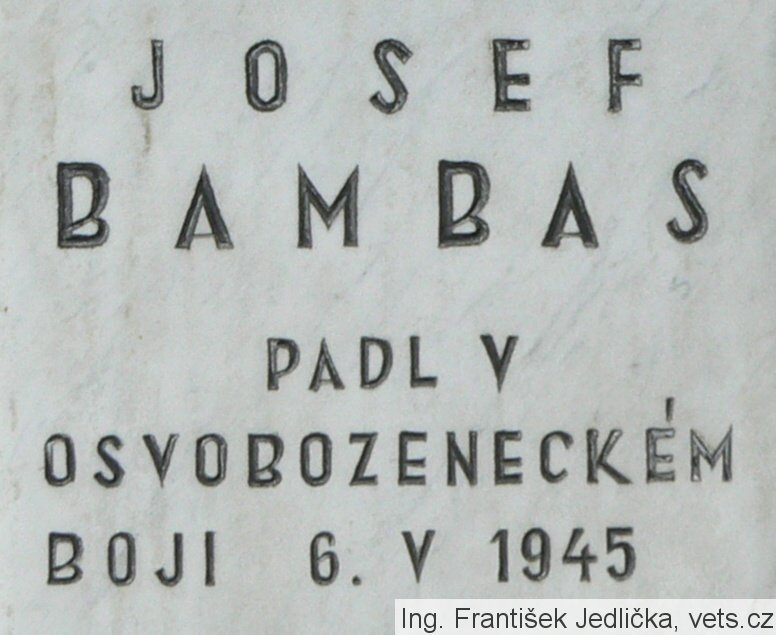 JOSEF
BAMBAS
PADL V
OSVOBOZENECKÉM
BOJI 6. V 1945
Ing. František Jedlička, vets.cz